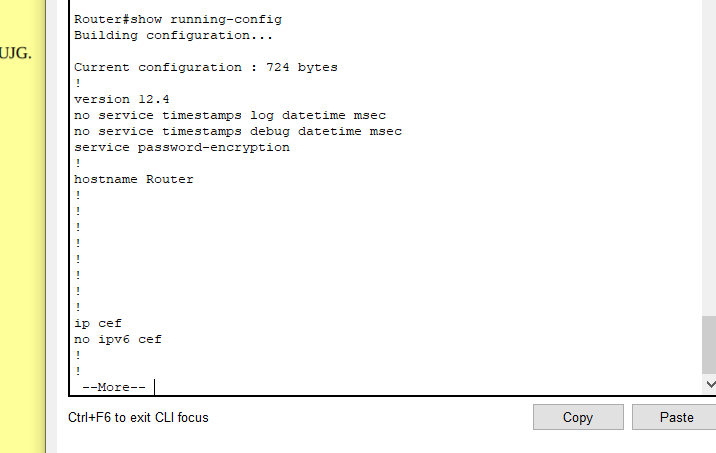 Router#show running-config
Building configuration...
UJG.
Current configuration : 724 bytes
!
version 12.4
no service timestamps log datetime msec
no service timestamps debug datetime msec
service password-encryption
!
hostname Router
!
!
!
!
!
!
!
!
ip cef
no ipv6 cef
!
!
--More--
Ctrl+F6 to exit CLI focus
Copy
Paste